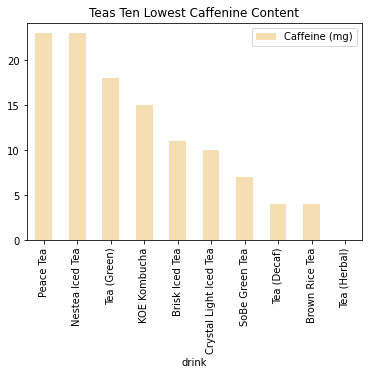 Teas Ten Lowest Caffenine Content
Caffeine (mg)
20
15
10
5
0
Peace Tea
Nestea Iced Tea
Tea (Green)
KOE Kombucha
Brisk Iced Tea
Crystal Light Iced Tea
SoBe Green Tea
Tea (Decaf)
Brown Rice Tea
Tea (Herbal)
drink